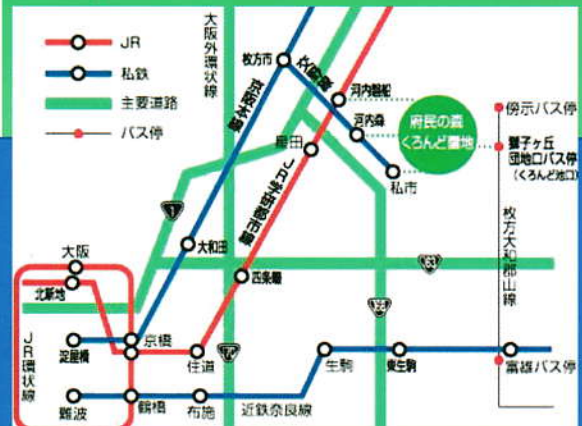 JR
私鉄
主要道路
バス停
大阪外環状線
枚方市
京阪本線
交野線
河内磐船
河内森
星田
私市
府民の森
くろんど園地
傍示バス停
獅子ヶ丘
団地口バス停
(くろんど池口)
1
JR学研都市線
大和田
枚方大和郡山線
大阪
北新地
四条畷
163
168
JR環状線
淀屋橋
京橋
住道
170
生駒
東生駒
富雄バス停
難波
鶴橋
布施
近鉄奈良線